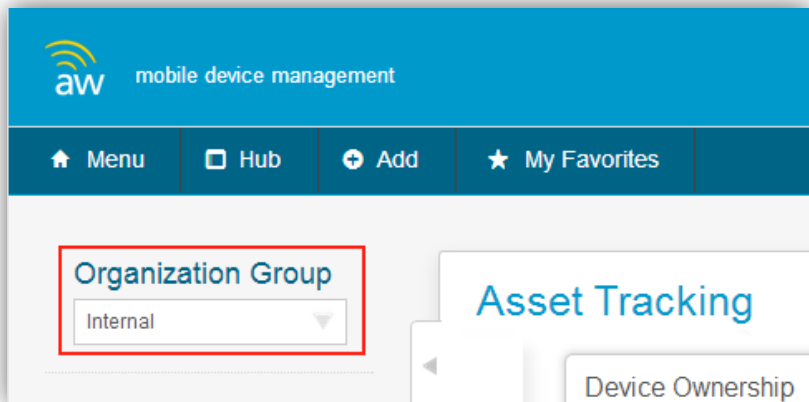 aw
mobile device management
Menu
Hub
Add
My Favorites
Organization Group
Internal
Asset Tracking
Device Ownership